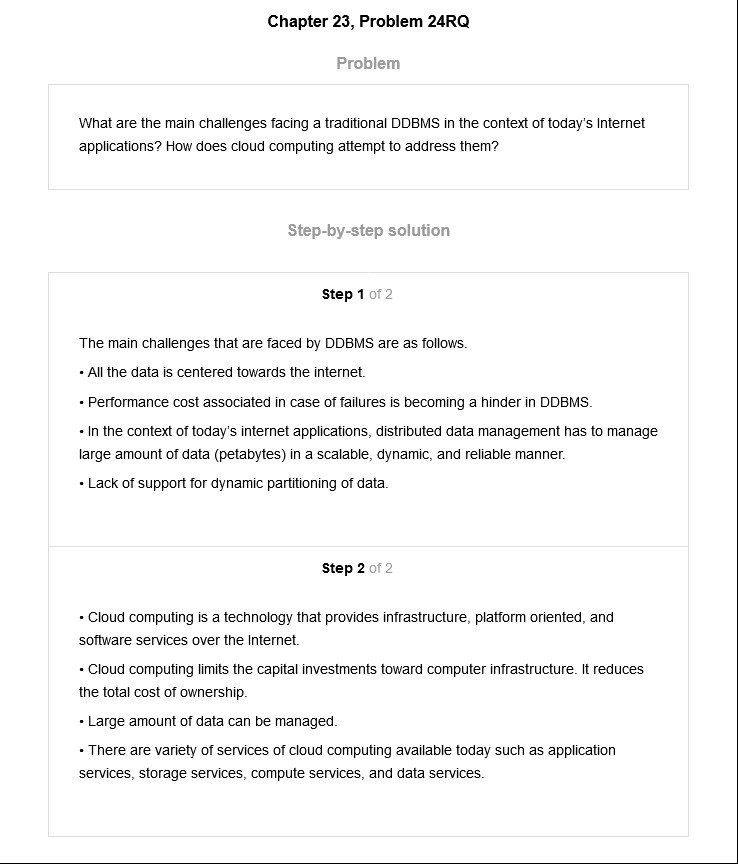 Chapter 23, Problem 24RQ
Problem
What are the main challenges facing a traditional DDBMS in the context of today’s Internet
applications? How does cloud computing attempt to address them?
Step-by-step solution
Step 1 of 2
The main challenges that are faced by DDBMS are as follows.
• All the data is centered towards the internet.
• Performance cost associated in case of failures is becoming a hinder in DDBMS.
• In the context of today’s internet applications, distributed data management has to manage
large amount of data (petabytes) in a scalable, dynamic, and reliable manner.
• Lack of support for dynamic partitioning of data.
Step 2 of 2
• Cloud computing is a technology that provides infrastructure, platform oriented, and
software services over the Internet.
• Cloud computing limits the capital investments toward computer infrastructure. It reduces
the total cost of ownership.
• Large amount of data can be managed.
• There are variety of services of cloud computing available today such as application
services, storage services, compute services, and data services.